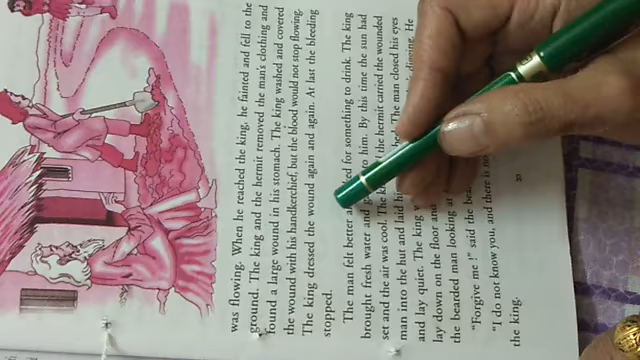 was flowing. When he reached the king, he fainted and fell to the
ground. The king and the hermit removed the man's clothing and
found a large wound in his stomach. The king washed and covered
the wound with his handkerchief, but the blood would not stop flowing.
The king dressed the wound again and again. At last the bleeding
stopped.
The man felt better for something to drink. The king
brought fresh water and to him. By this time the sun had
set and the air was cool. The the hermit carried the wounded
man into the hut and laid The man closed his eyes
and lay quiet. The king He
lay down on the floor and
the bearded man looking at
"Forgive me !" said the
"I do not know you, and there is
the king.
20